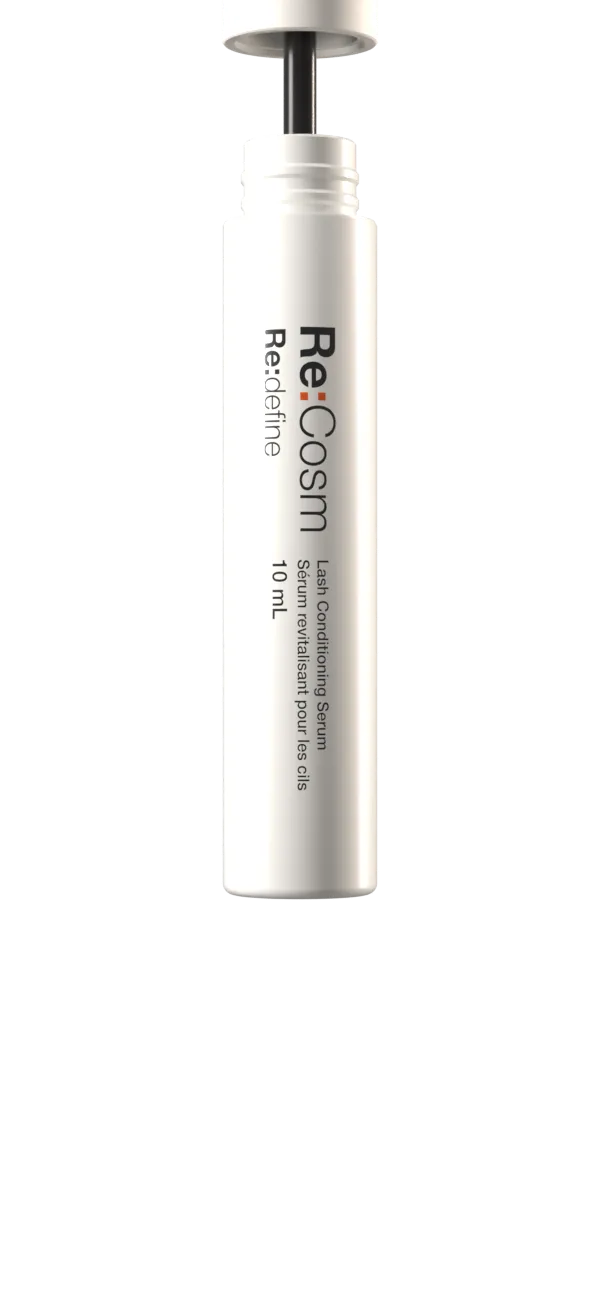 Re:Cosm
Re:define
Lash Conditioning Serum
Sérum revitalisant pour les cils
10 mL